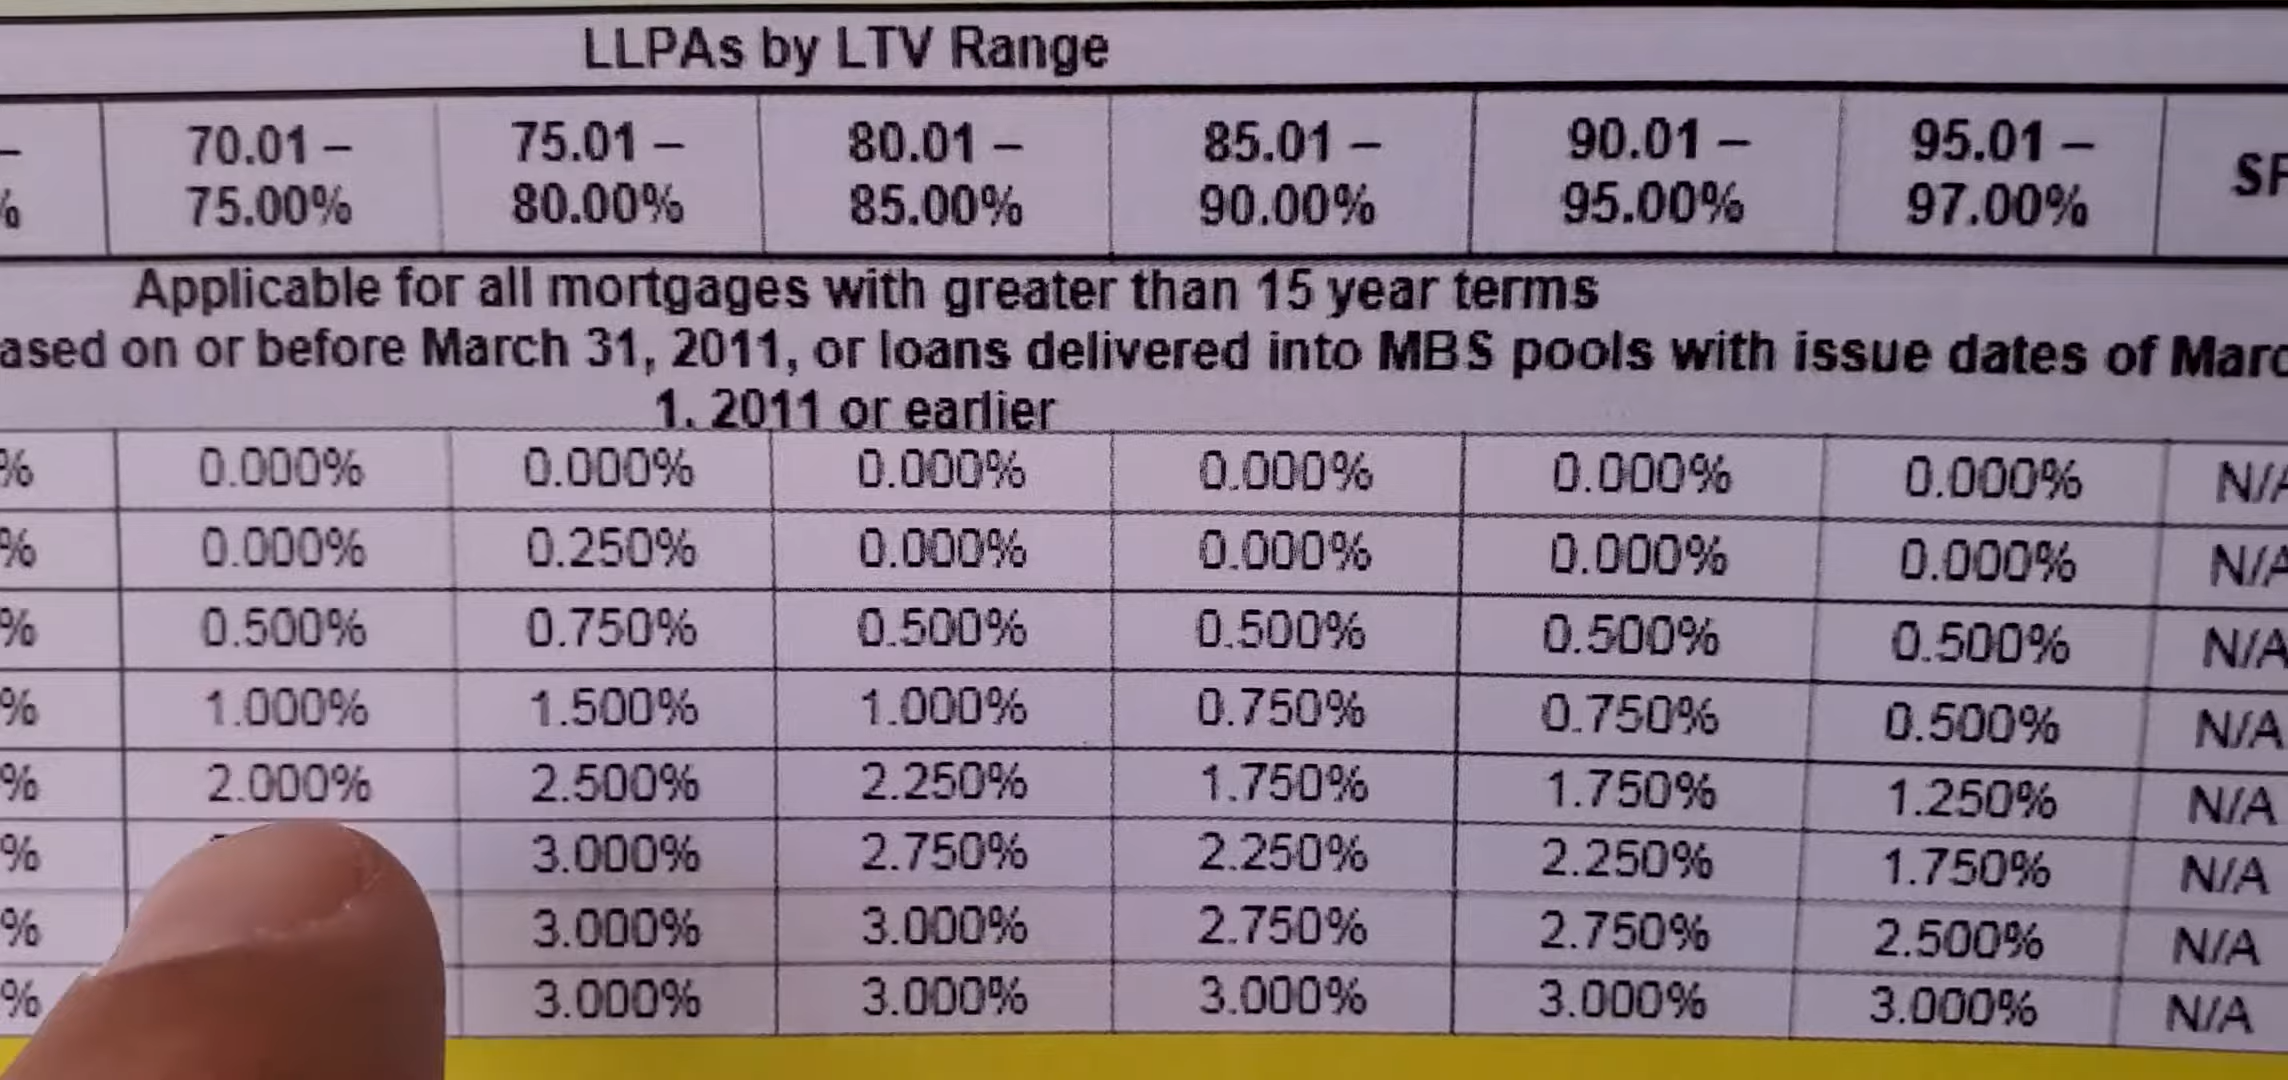 LLPAs by LTV Range
– 70.01 – 75.01 – 80.01 – 85.01 – 90.01 – 95.01 – SF
% 75.00% 80.00% 85.00% 90.00% 95.00% 97.00%
Applicable for all mortgages with greater than 15 year terms
ased on or before March 31, 2011, or loans delivered into MBS pools with issue dates of Marc
1. 2011 or earlier
% 0.000% 0.000% 0.000% 0.000% 0.000% 0.000% N/A
% 0.000% 0.250% 0.000% 0.000% 0.000% 0.000% N/A
% 0.500% 0.750% 0.500% 0.500% 0.500% 0.500% N/A
% 1.000% 1.500% 1.000% 0.750% 0.750% 0.500% N/A
% 2.000% 2.500% 2.250% 1.750% 1.750% 1.250% N/A
% 3.000% 2.750% 2.250% 2.250% 1.750% N/A
% 3.000% 3.000% 2.750% 2.750% 2.500% N/A
% 3.000% 3.000% 3.000% 3.000% 3.000% N/A